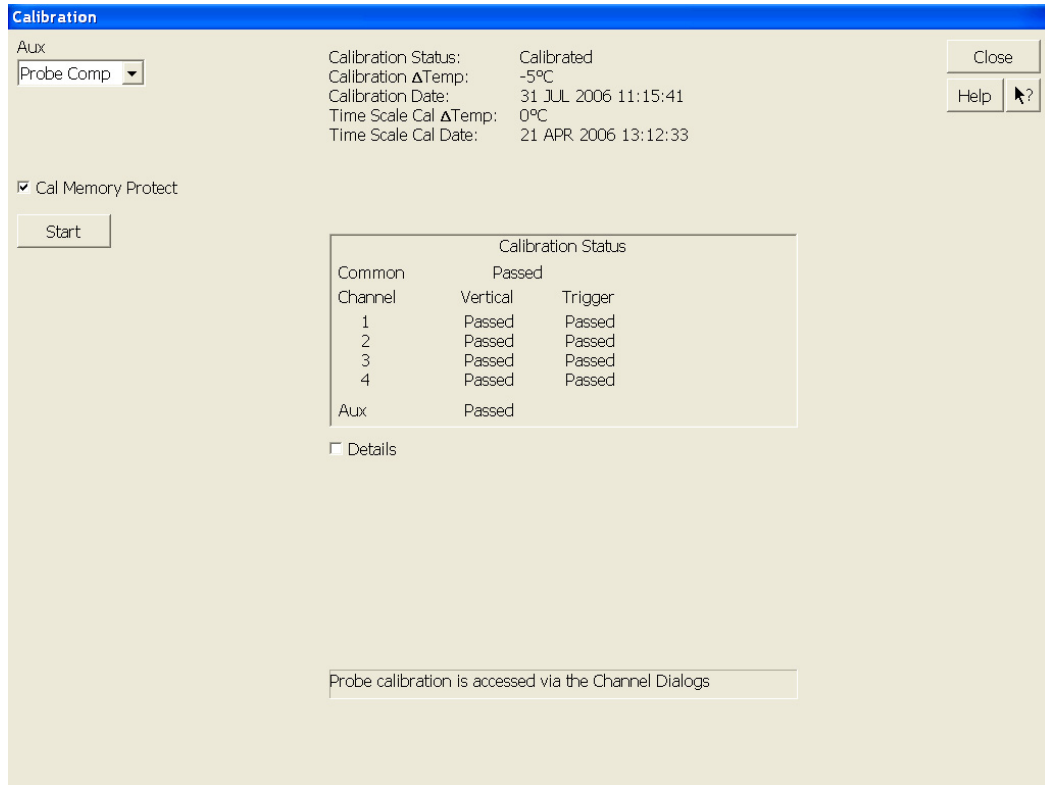 Calibration
Aux
Probe Comp
Calibration Status: Calibrated
Calibration ΔTemp: -5ºC
Calibration Date: 31 JUL 2006 11:15:41
Time Scale Cal ΔTemp: 0ºC
Time Scale Cal Date: 21 APR 2006 13:12:33
Close
Help ?
Cal Memory Protect
Start
Calibration Status
Common Passed
Channel Vertical Trigger
1 Passed Passed
2 Passed Passed
3 Passed Passed
4 Passed Passed
Aux Passed
Details
Probe calibration is accessed via the Channel Dialogs